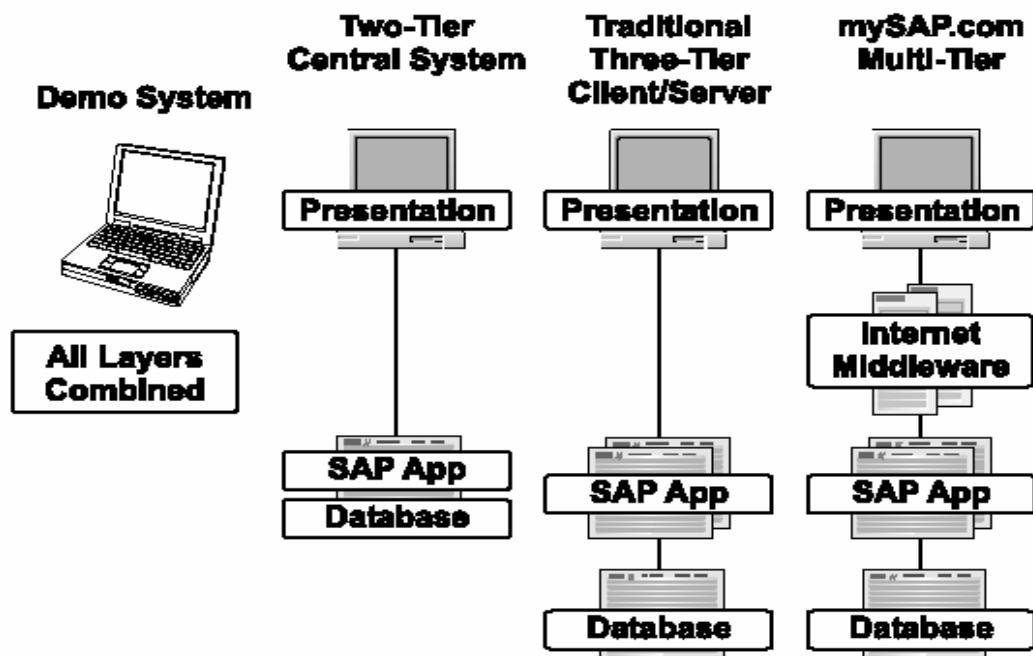 Demo System
All Layers
Combined
Two-Tier
Central System
Presentation
SAP App
Database
Traditional
Three-Tier
Client/Server
Presentation
SAP App
Database
mySAP.com
Multi-Tier
Presentation
Internet
Middleware
SAP App
Database